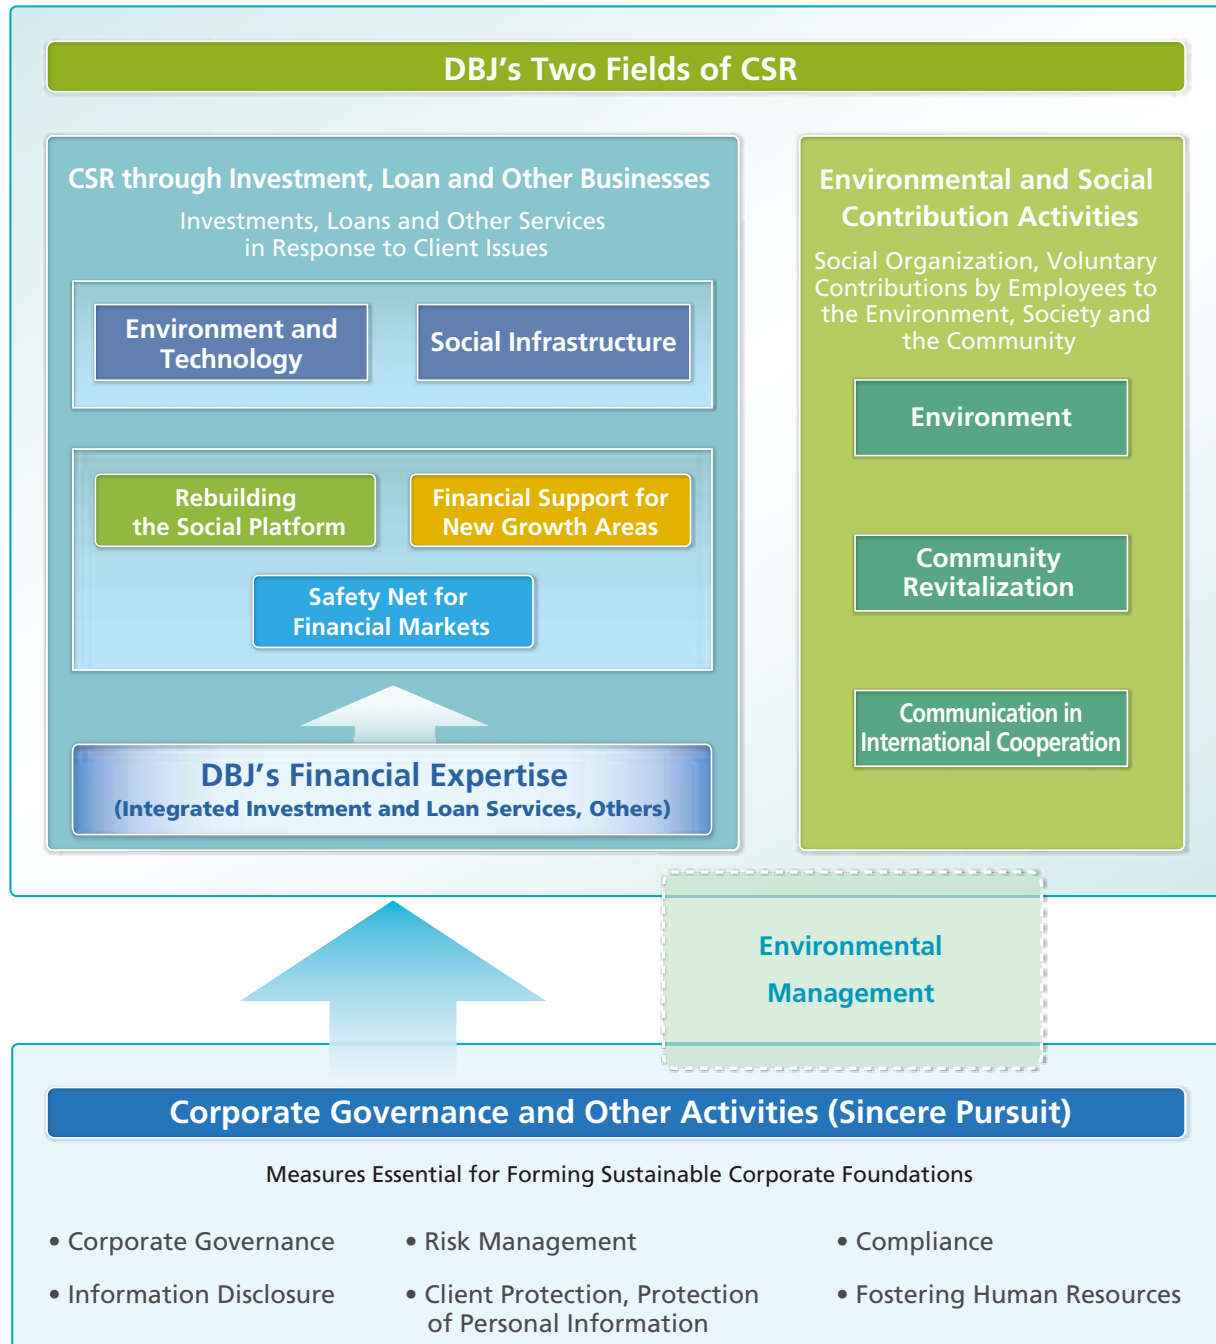 DBJ's Two Fields of CSR
CSR through Investment, Loan and Other Businesses
Investments, Loans and Other Services
in Response to Client Issues
Environment and
Technology
Social Infrastructure
Rebuilding
the Social Platform
Financial Support for
New Growth Areas
Safety Net for
Financial Markets
DBJ's Financial Expertise
(Integrated Investment and Loan Services, Others)
Environmental and Social
Contribution Activities
Social Organization, Voluntary
Contributions by Employees to
the Environment, Society and
the Community
Environment
Community
Revitalization
Communication in
International Cooperation
Environmental
Management
Corporate Governance and Other Activities (Sincere Pursuit)
Measures Essential for Forming Sustainable Corporate Foundations
• Corporate Governance
• Risk Management
• Compliance
• Information Disclosure
• Client Protection, Protection
of Personal Information
• Fostering Human Resources